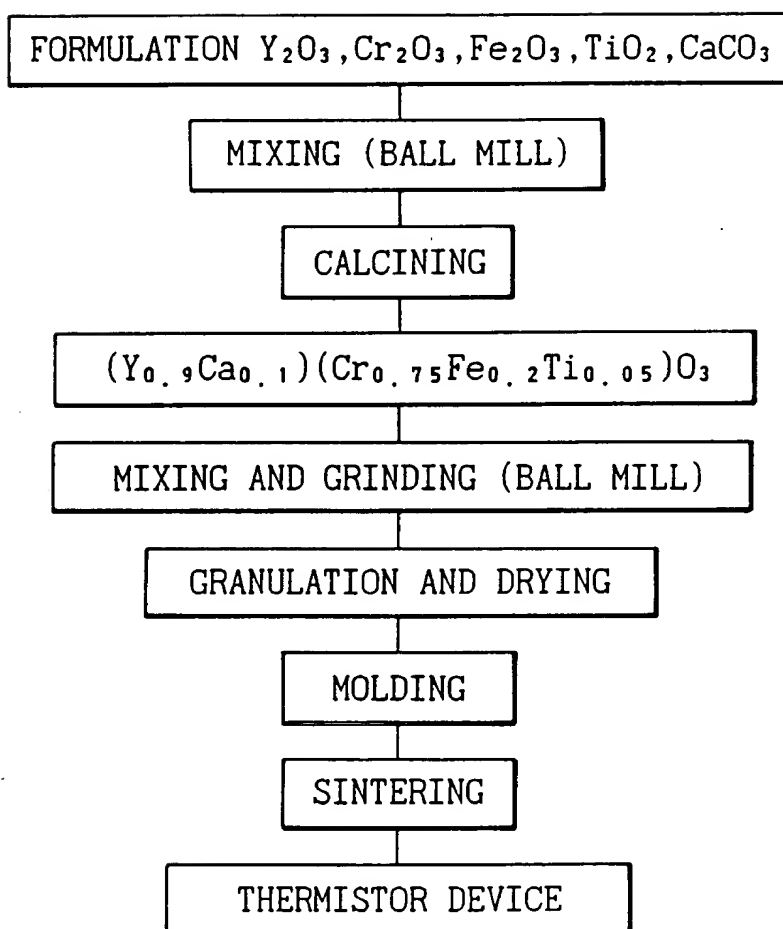 FORMULATION Y₂O₃,Cr₂O₃,Fe₂O₃,TiO₂,CaCO₃
MIXING (BALL MILL)
CALCINING
(Y₀.₉Ca₀.₁)(Cr₀.₇₅Fe₀.₂Ti₀.₀₅)O₃
MIXING AND GRINDING (BALL MILL)
GRANULATION AND DRYING
MOLDING
SINTERING
THERMISTOR DEVICE